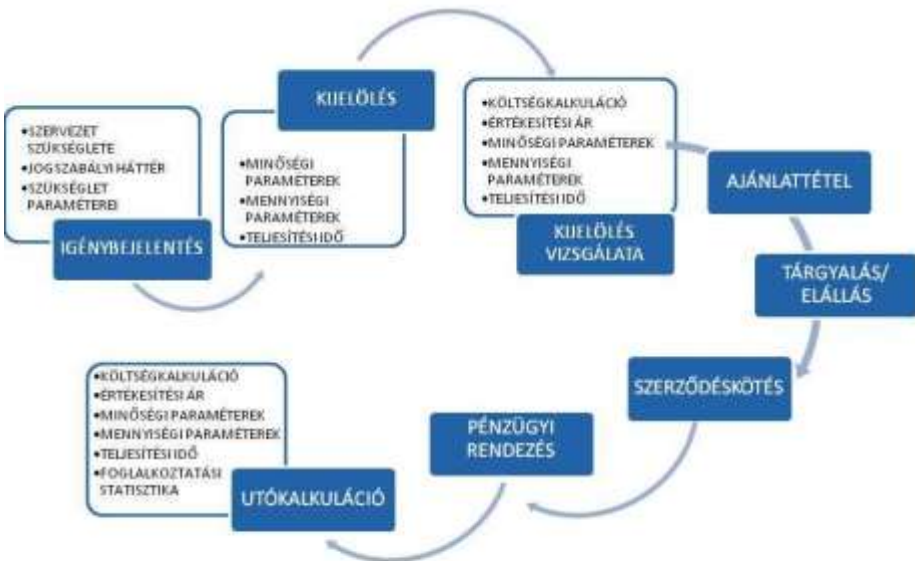 •SZERVEZET
SZÜKSÉGLETE
•JOGSZABÁLYI HÁTTÉR
•SZÜKSÉGLET
PARAMÉTEREI
IGÉNYBEJELENTÉS
KIJELÖLÉS
•MINŐSÉGI
PARAMÉTEREK
•MENNYISÉGI
PARAMÉTEREK
•TELJESÍTÉSI IDŐ
•KÖLTSÉGKALKULÁCIÓ
•ÉRTÉKESÍTÉSI ÁR
•MINŐSÉGI PARAMÉTEREK
•MENNYISÉGI
PARAMÉTEREK
•TELJESÍTÉSI IDŐ
KIJELÖLÉS
VIZSGÁLATA
AJÁNLATTÉTEL
TÁRGYALÁS/
ELÁLLÁS
SZERZŐDÉSKÖTÉS
PÉNZÜGYI
RENDEZÉS
•KÖLTSÉGKALKULÁCIÓ
•ÉRTÉKESÍTÉSI ÁR
•MINŐSÉGI PARAMÉTEREK
•MENNYISÉGI PARAMÉTEREK
•TELJESÍTÉSI IDŐ
•FOGLALKOZTATÁSI
STATISZTIKA
UTÓKALKULÁCIÓ